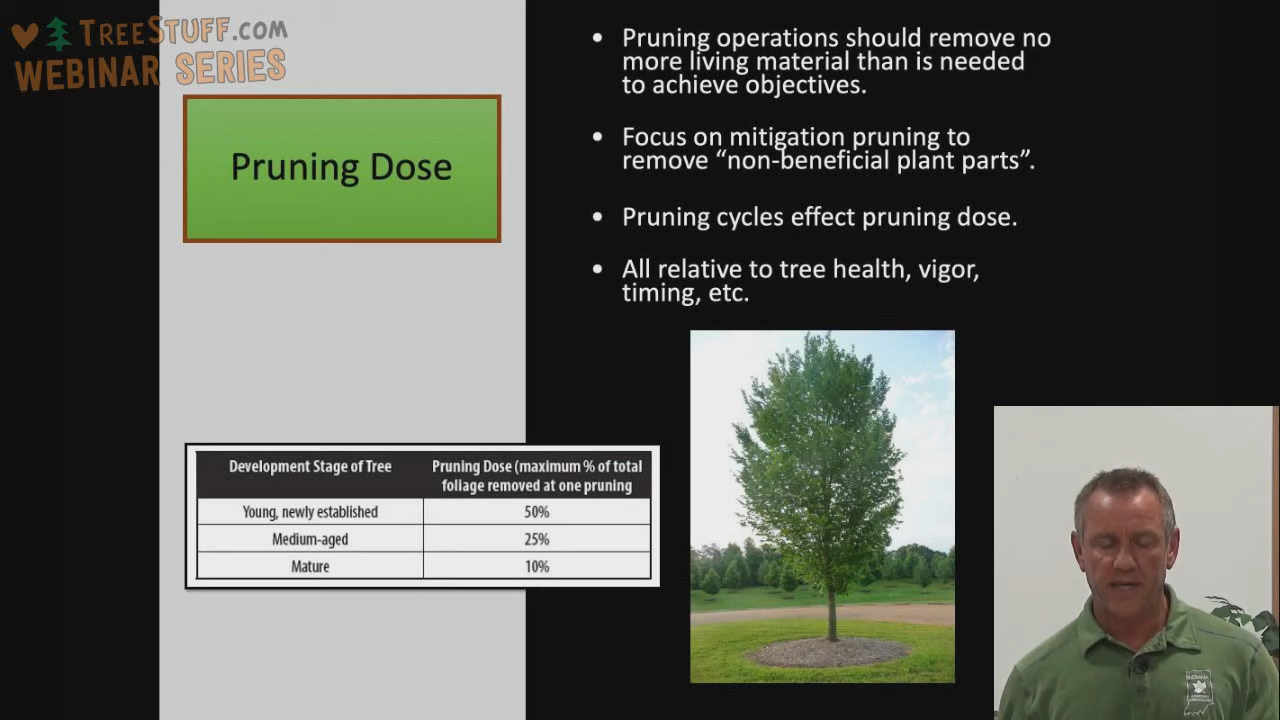 TREESTUFF.COM
WEBINAR SERIES
Pruning Dose
• Pruning operations should remove no
more living material than is needed
to achieve objectives.
• Focus on mitigation pruning to
remove “non-beneficial plant parts”.
• Pruning cycles effect pruning dose.
• All relative to tree health, vigor,
timing, etc.
Development Stage of Tree
Pruning Dose (maximum % of total
foliage removed at one pruning
Young, newly established 50%
Medium-aged 25%
Mature 10%
INDIANA